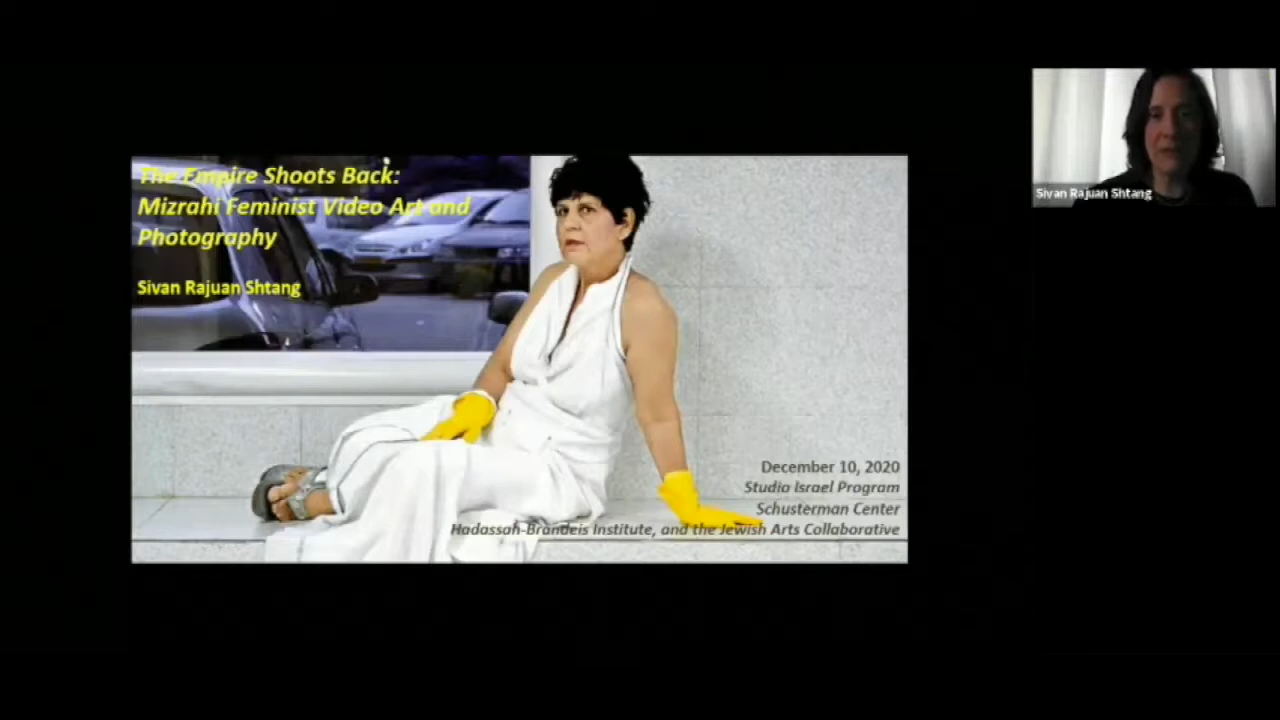 The Empire Shoots Back:
Mizrahi Feminist Video Art and
Photography
Sivan Rajuan Shtang
December 10, 2020
Studio Israel Program
Schusterman Center
Hadassah-Brandeis Institute, and the Jewish Arts Collaborative
Sivan Rajuan Shtang